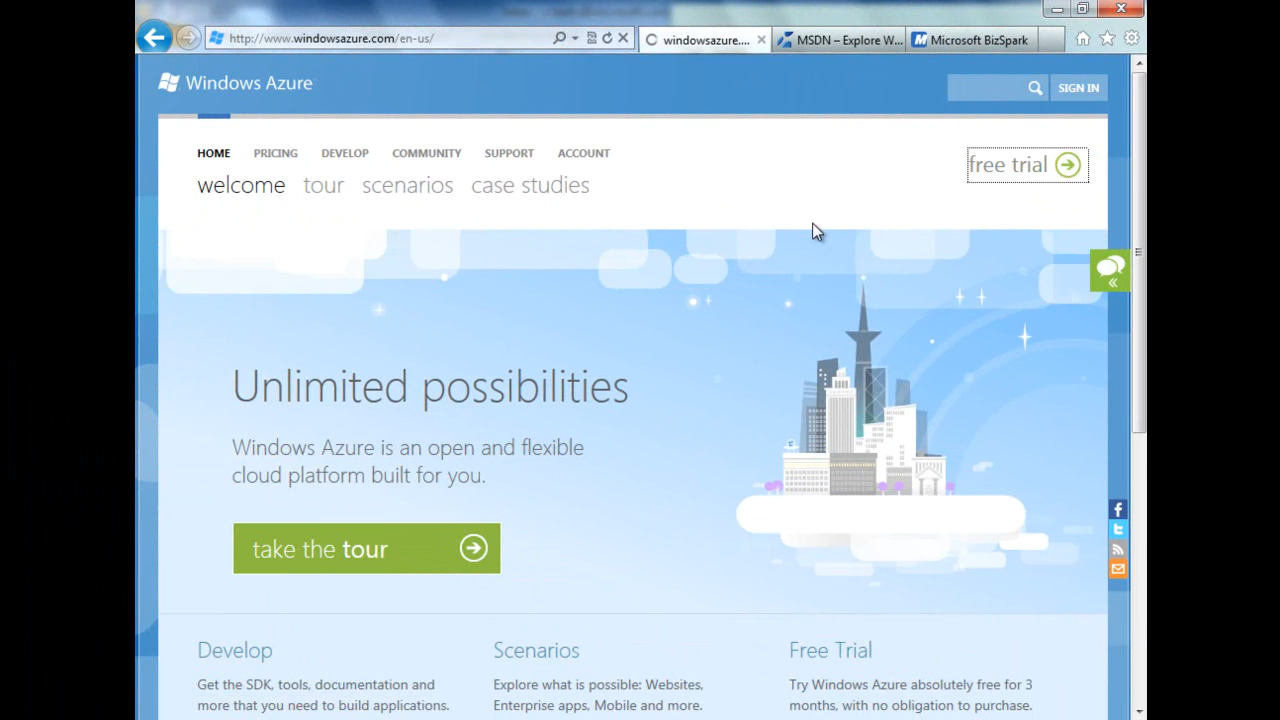 http://www.windowsazure.com/en-us/
windowsazure....
MSDN – Explore W...
Microsoft BizSpark
Windows Azure
SIGN IN
HOME PRICING DEVELOP COMMUNITY SUPPORT ACCOUNT
free trial
welcome tour scenarios case studies
Unlimited possibilities
Windows Azure is an open and flexible
cloud platform built for you.
take the tour
Develop
Get the SDK, tools, documentation and
more that you need to build applications.
Scenarios
Explore what is possible: Websites,
Enterprise apps, Mobile and more.
Free Trial
Try Windows Azure absolutely free for 3
months, with no obligation to purchase.